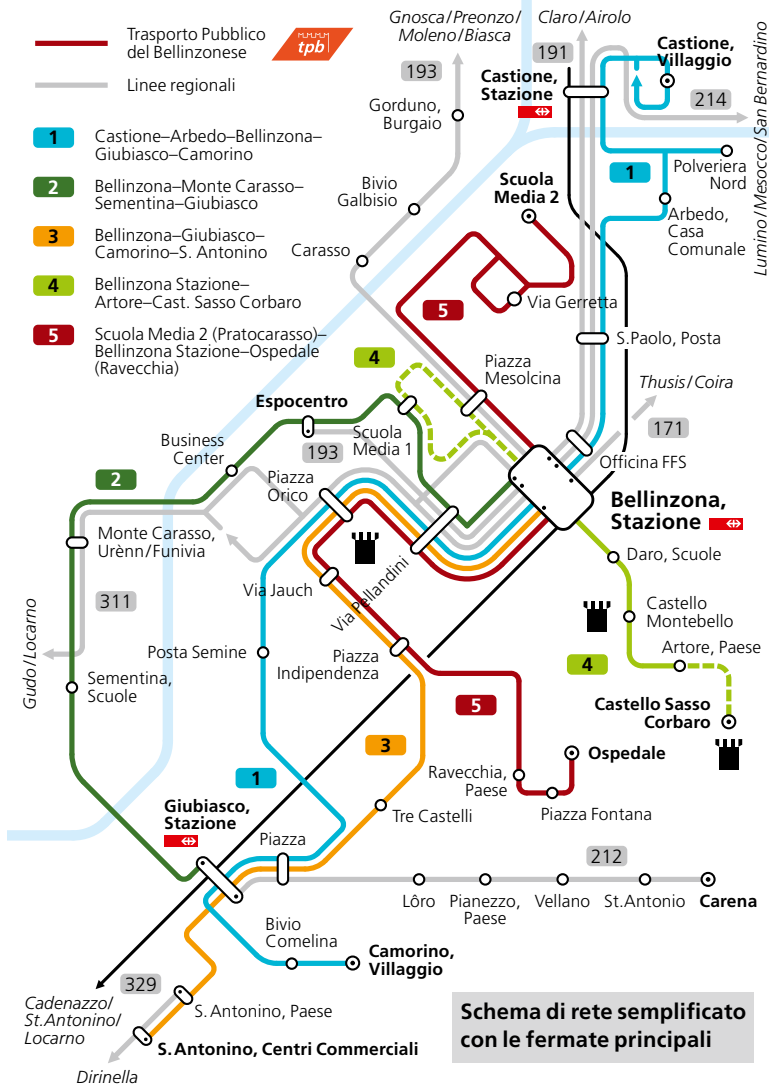 Trasporto Pubblico
del Bellinzonese
tpb
Linee regionali
1
Castione–Arbedo–Bellinzona–
Giubiasco–Camorino
2
Bellinzona–Monte Carasso–
Sementina–Giubiasco
3
Bellinzona–Giubiasco–
Camorino–S. Antonino
4
Bellinzona Stazione–
Artore–Cast. Sasso Corbaro
5
Scuola Media 2 (Pratocarasso)–
Bellinzona Stazione–Ospedale
(Ravecchia)
Gnosca/Preonzo/
Moleno/Biasca
193
Gorduno,
Burgaio
Bivio
Galbisio
Carasso
Claro/Airolo
191
Castione,
Stazione
Castione,
Villaggio
214
Lumino/Mesocco/San Bernardino
1
Polveriera
Nord
Arbedo,
Casa
Comunale
Scuola
Media 2
5
Via Gerretta
S.Paolo, Posta
Piazza
Mesolcina
Thusis/Coira
171
Officina FFS
4
Espocentro
Scuola
Media 1
193
Business
Center
2
Piazza
Orico
Monte Carasso,
Urènn/Funivia
311
Gudo/Locarno
Via Jauch
Via Pellandini
Bellinzona,
Stazione
Daro, Scuole
Castello
Montebello
4
Artore, Paese
Castello Sasso
Corbaro
Posta Semine
Piazza
Indipendenza
Sementina,
Scuole
5
3
Ospedale
Ravecchia,
Paese
Piazza Fontana
1
Tre Castelli
Giubiasco,
Stazione
Piazza
212
Lôro
Pianezzo,
Paese
Vellano
St.Antonio
Carena
Bivio
Comelina
Camorino,
Villaggio
329
Cadenazzo/
St.Antonino/
Locarno
S. Antonino, Paese
S.Antonino, Centri Commerciali
Dirinella
Schema di rete semplificato
con le fermate principali